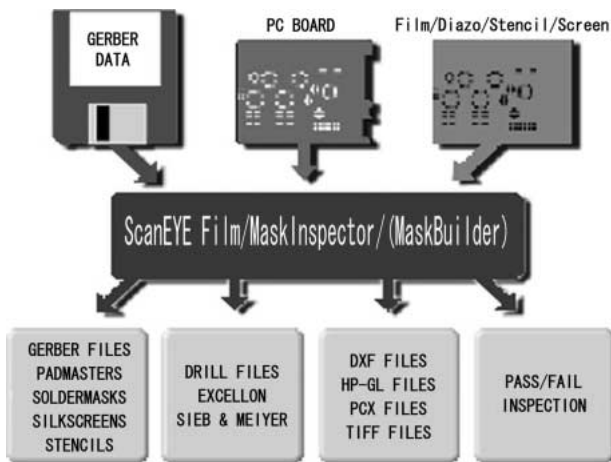 GERBER
DATA
PC BOARD
Film/Diazo/Stencil/Screen
ScanEYE Film/MaskInspector/(MaskBuilder)
GERBER FILES
PADMASTERS
SOLDERMASKS
SILKSCREENS
STENCILS
DRILL FILES
EXCELLON
SIEB & MEIYER
DXF FILES
HP-GL FILES
PCX FILES
TIFF FILES
PASS/FAIL
INSPECTION